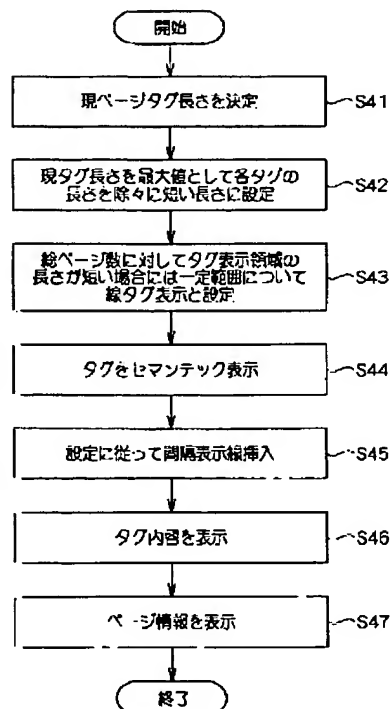 開始
現ページタグ長さを決定
S41
現タグ長さを最大値として各タグの
長さを除々に短い長さに設定
S42
総ページ数に対してタグ表示領域の
長さが短い場合には一定範囲について
線タグ表示と設定
S43
タグをセマンテック表示
S44
設定に従って間隔表示線挿入
S45
タグ内容を表示
S46
ページ情報を表示
S47
終了